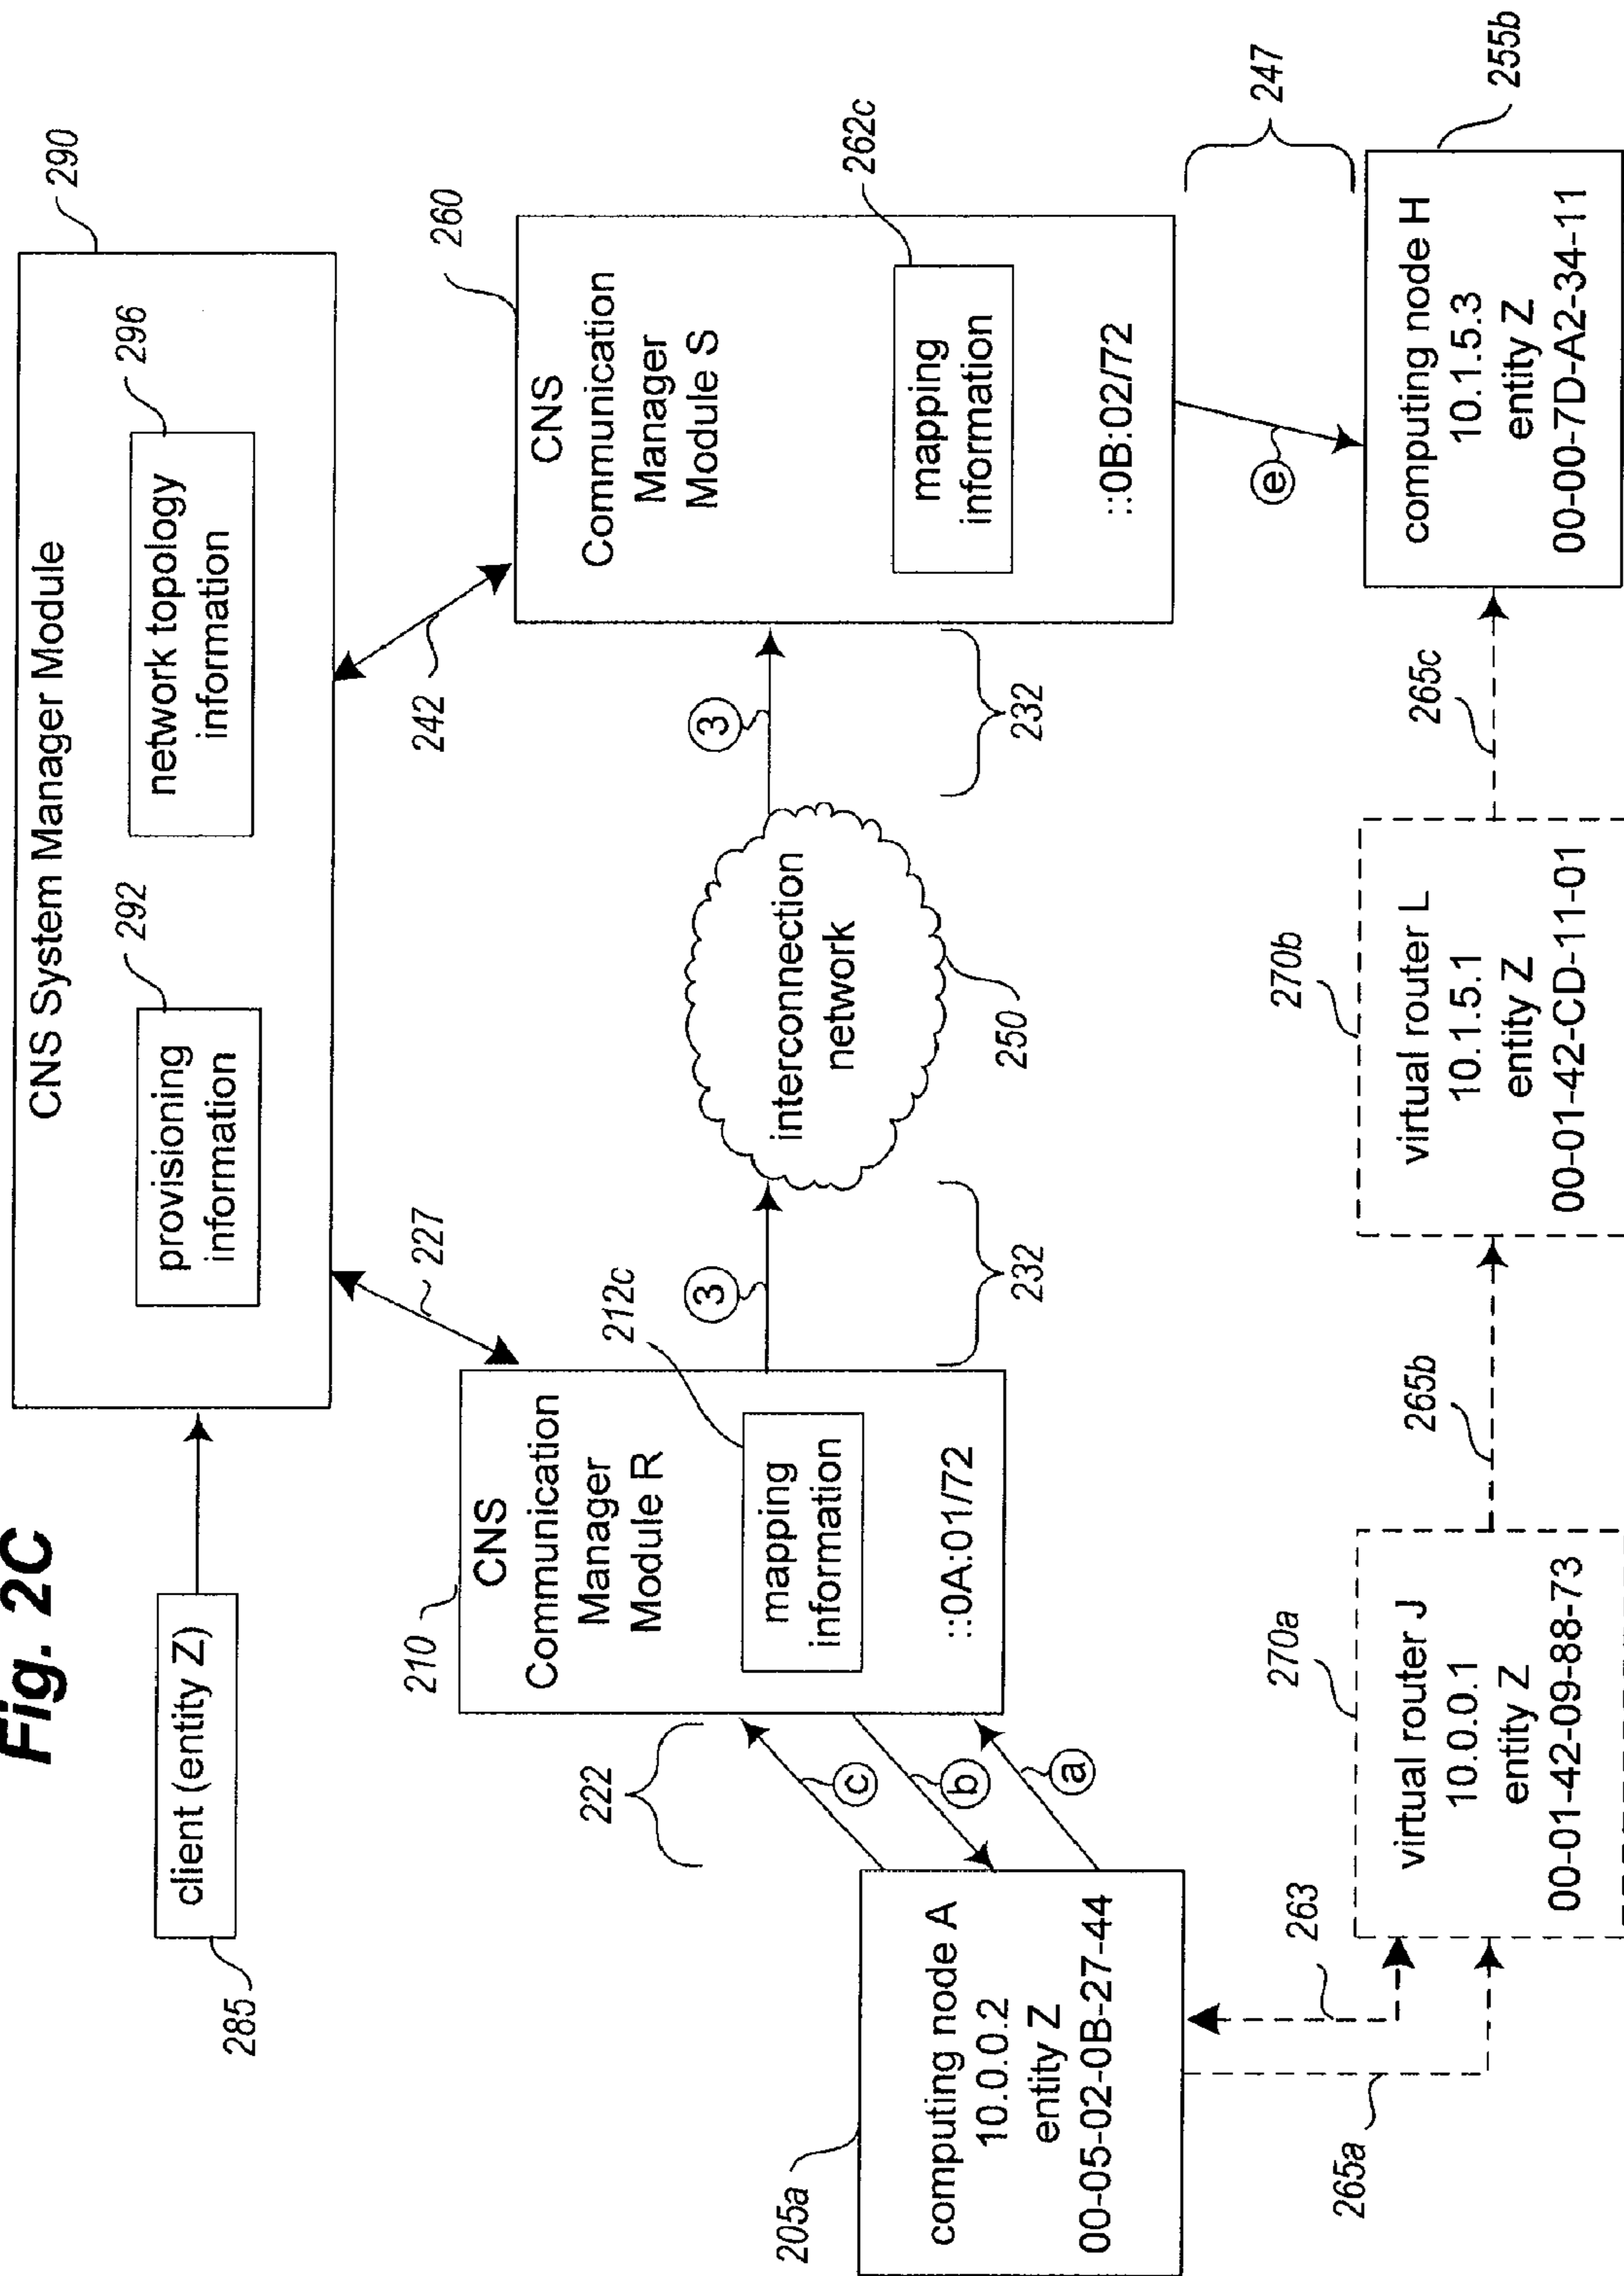 Fig. 2C
client (entity Z)
285
CNS System Manager Module
290
provisioning
information
292
network topology
information
296
227
242
210
CNS
Communication
Manager
Module R
mapping
information
212c
::0A:01/72
3
232
interconnection
network
250
3
232
260
CNS
Communication
Manager
Module S
mapping
information
262c
::0B:02/72
222
c
b
a
e
247
205a
computing node A
10.0.0.2
entity Z
00-05-02-0B-27-44
263
265a
270a
virtual router J
10.0.0.1
entity Z
00-01-42-09-88-73
265b
270b
virtual router L
10.1.5.1
entity Z
00-01-42-CD-11-01
265c
computing node H
10.1.5.3
entity Z
00-00-7D-A2-34-11
255b